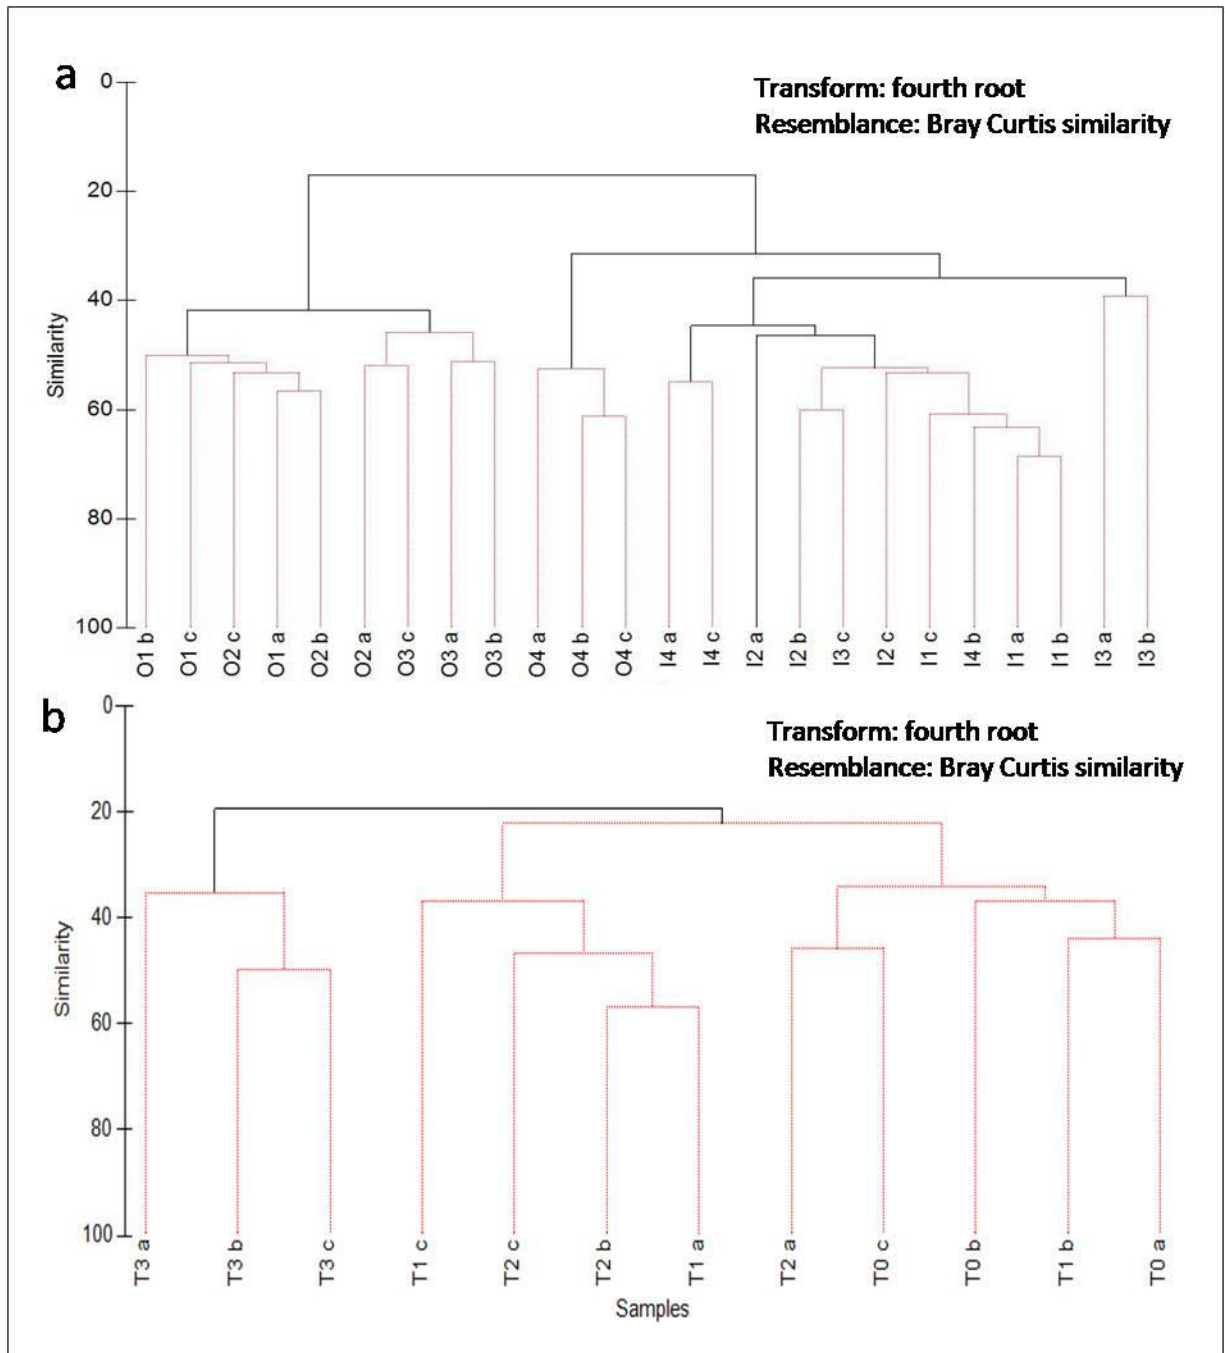 a
Transform: fourth root
Resemblance: Bray Curtis similarity
0
20
40
60
80
100
Similarity
O1 b
O1 c
O2 c
O1 a
O2 b
O2 a
O3 c
O3 a
O3 b
O4 a
O4 b
O4 c
I4 a
I4 c
I2 a
I2 b
I3 c
I2 c
I1 c
I4 b
I1 a
I1 b
I3 a
I3 b
b
Transform: fourth root
Resemblance: Bray Curtis similarity
0
20
40
60
80
100
Similarity
T3 a
T3 b
T3 c
T1 c
T2 c
T2 b
T1 a
T2 a
T0 c
T0 b
T1 b
T0 a
Samples